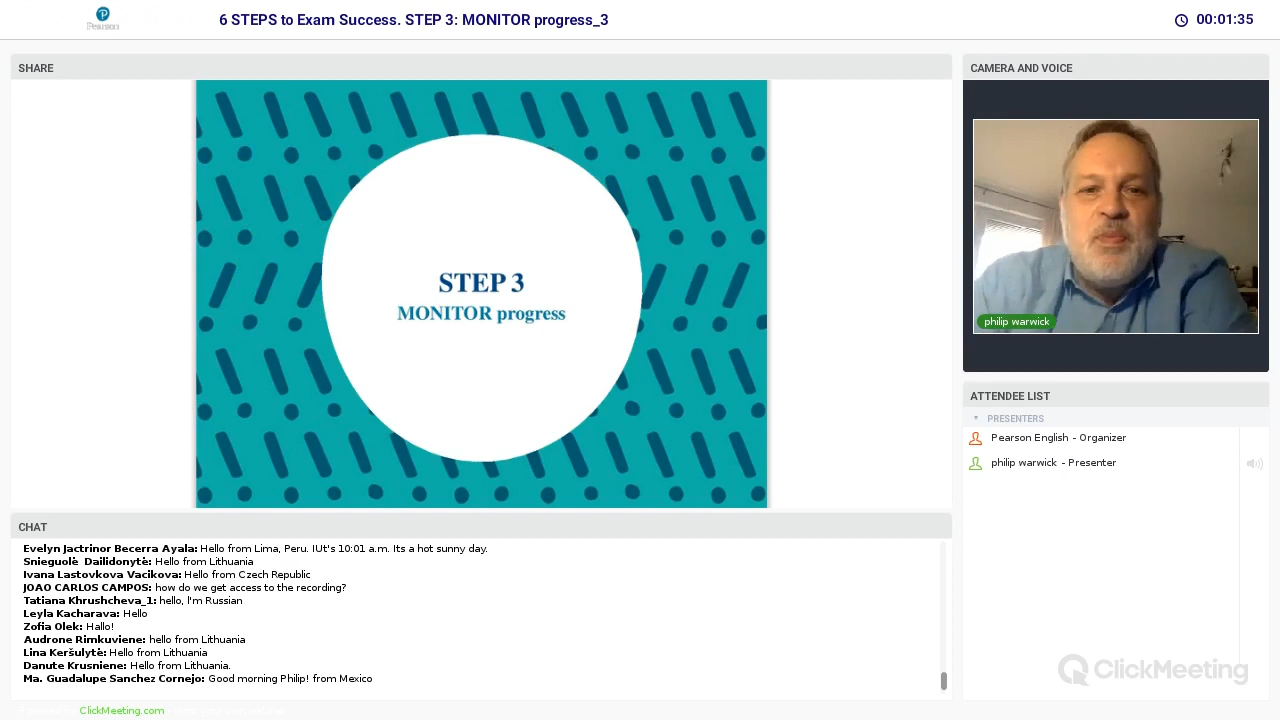 Pearson
6 STEPS to Exam Success. STEP 3: MONITOR progress_3
00:01:35
SHARE
STEP 3
MONITOR progress
CAMERA AND VOICE
philip warwick
ATTENDEE LIST
PRESENTERS
Pearson English - Organizer
philip warwick - Presenter
CHAT
Evelyn Jactrinor Becerra Ayala: Hello from Lima, Peru. IUt's 10:01 a.m. Its a hot sunny day.
Snieguolė Dailidonytė: Hello from Lithuania
Ivana Lastovkova Vacikova: Hello from Czech Republic
JOAO CARLOS CAMPOS: how do we get access to the recording?
Tatiana Khrushcheva_1: hello, I'm Russian
Leyla Kacharava: Hello
Zofia Olek: Hallo!
Audrone Rimkuviene: hello from Lithuania
Lina Keršulytė: Hello from Lithuania
Danute Krusniene: Hello from Lithuania.
Ma. Guadalupe Sanchez Cornejo: Good morning Philip! from Mexico
ClickMeeting
ClickMeeting.com